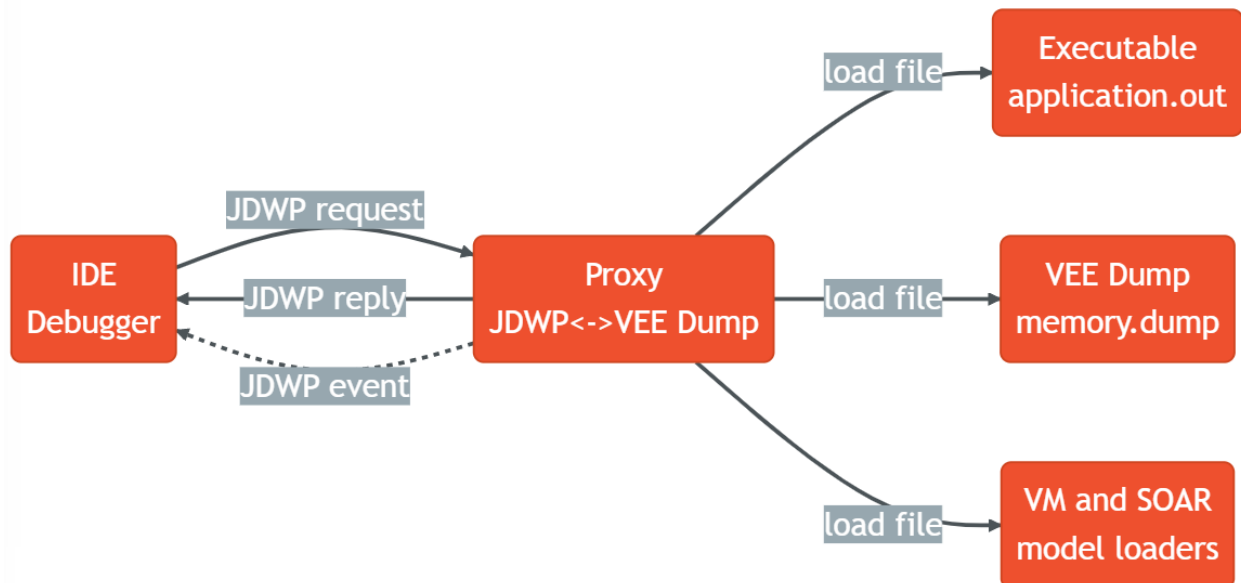 IDE
Debugger
JDWP request
JDWP reply
JDWP event
Proxy
JDWP<->VEE Dump
load file
Executable
application.out
load file
VEE Dump
memory.dump
load file
VM and SOAR
model loaders